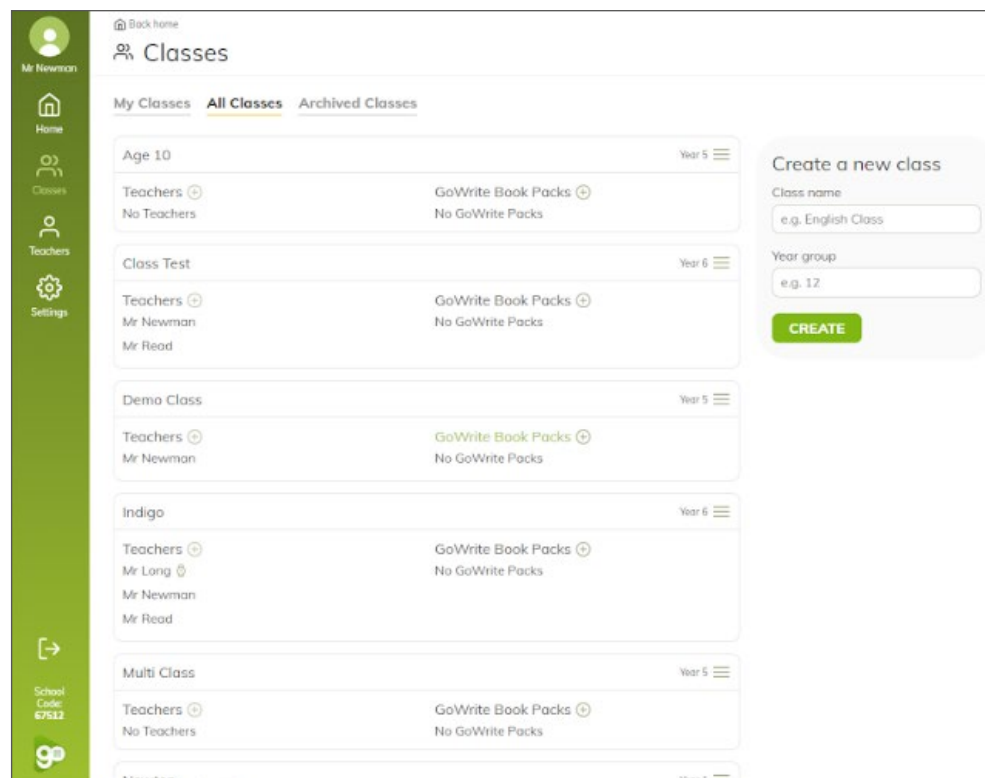 Back home
Classes
Mr Newman
Home
Classes
Teachers
Settings
School
Code:
67512
go
My Classes All Classes Archived Classes
Age 10 Year 5
Teachers GoWrite Book Packs
No Teachers No GoWrite Packs
Class Test Year 6
Teachers GoWrite Book Packs
Mr Newman No GoWrite Packs
Mr Read
Demo Class Year 5
Teachers GoWrite Book Packs
Mr Newman No GoWrite Packs
Indigo Year 6
Teachers GoWrite Book Packs
Mr Long No GoWrite Packs
Mr Newman
Mr Read
Multi Class Year 5
Teachers GoWrite Book Packs
No Teachers No GoWrite Packs
Create a new class
Class name
e.g. English Class
Year group
e.g. 12
CREATE